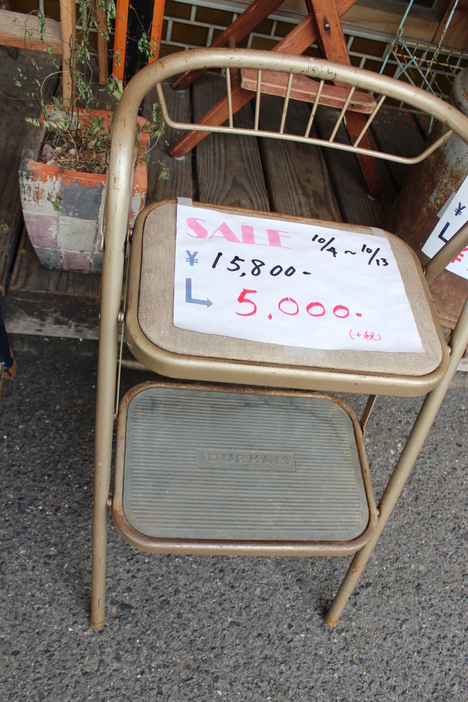 SALE 10/4～10/13
¥ 15,800-
↳ 5,000-
(+税)
DURHAM
¥